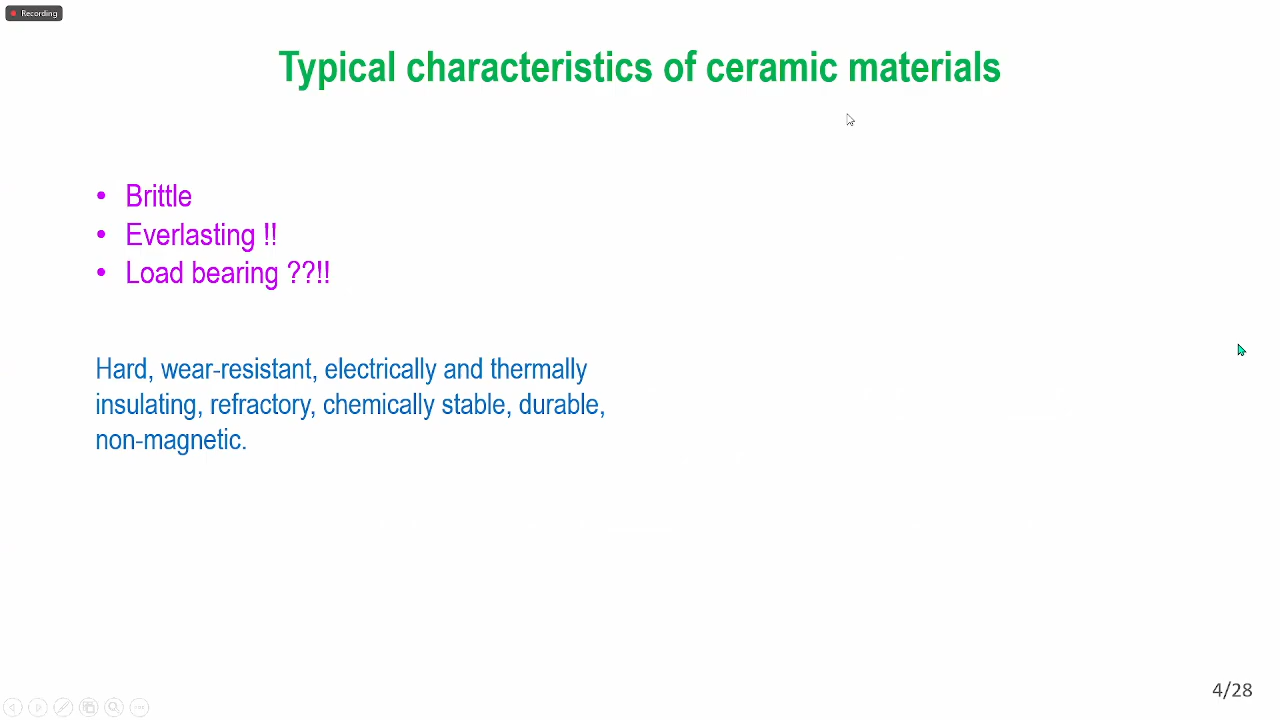 Recording
Typical characteristics of ceramic materials
• Brittle
• Everlasting !!
• Load bearing ??!!
Hard, wear-resistant, electrically and thermally
insulating, refractory, chemically stable, durable,
non-magnetic.
4/28